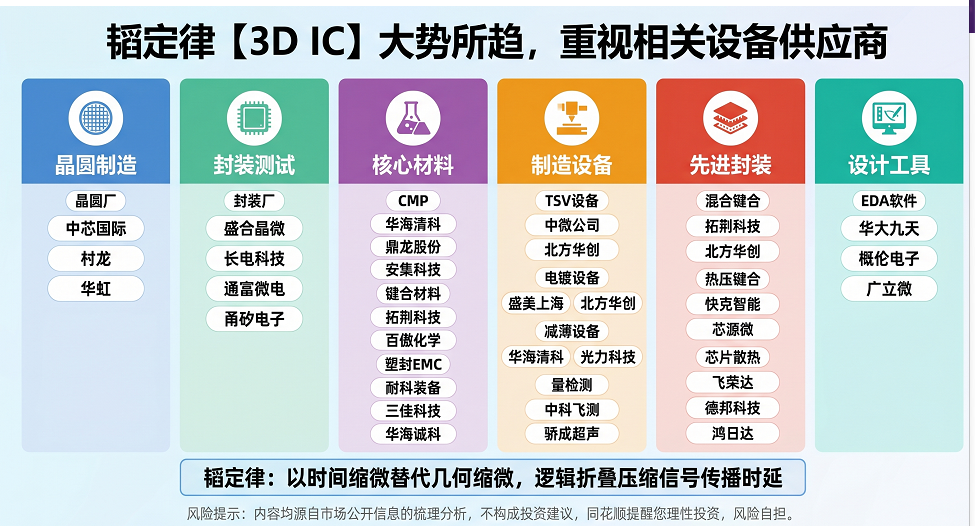 韬定律【3D IC】大势所趋，重视相关设备供应商
晶圆制造
晶圆厂
中芯国际
村龙
华虹
封装测试
封装厂
盛合晶微
长电科技
通富微电
甬矽电子
核心材料
CMP
华海清科
鼎龙股份
安集科技
键合材料
拓荆科技
百傲化学
塑封EMC
耐科装备
三佳科技
华海诚科
制造设备
TSV设备
中微公司
北方华创
电镀设备
盛美上海 北方华创
减薄设备
华海清科 光力科技
量检测
中科飞测
骄成超声
先进封装
混合键合
拓荆科技
北方华创
热压键合
快克智能
芯源微
芯片散热
飞荣达
德邦科技
鸿日达
设计工具
EDA软件
华大九天
概伦电子
广立微
韬定律：以时间缩微替代几何缩微，逻辑折叠压缩信号传播时延
风险提示：内容均源自市场公开信息的梳理分析，不构成投资建议，同花顺提醒您理性投资，风险自担。